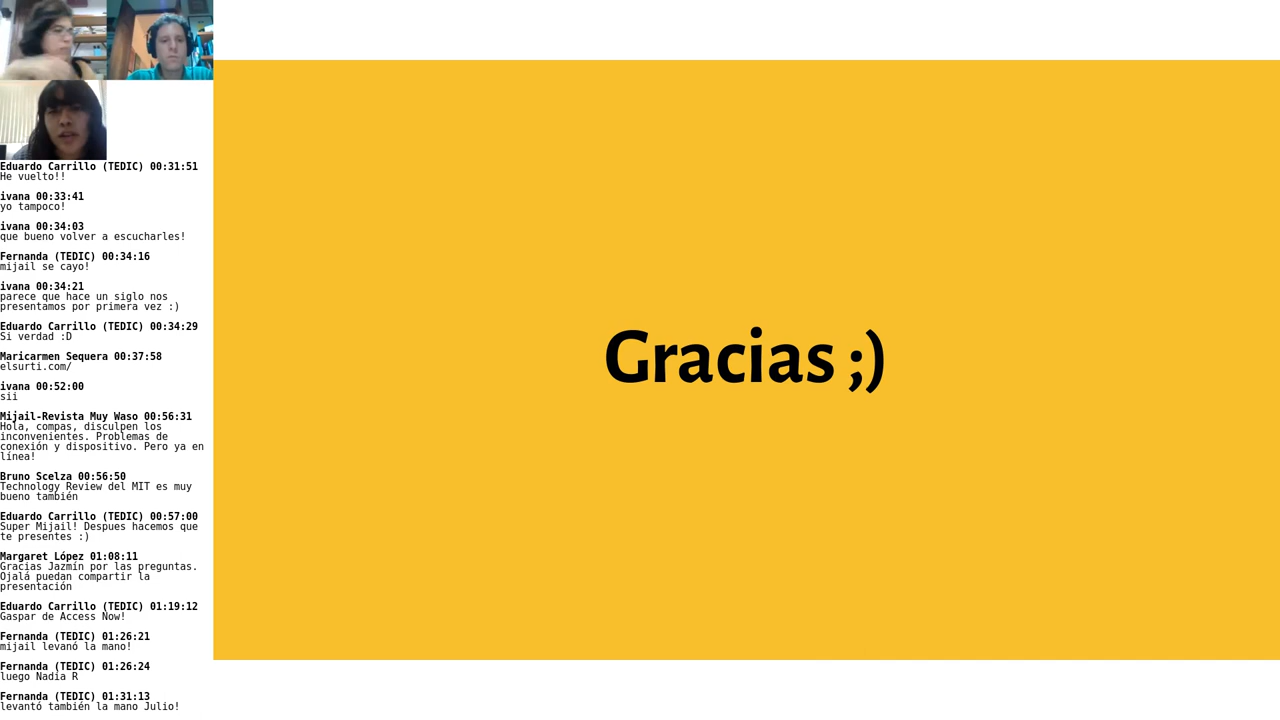 Eduardo Carrillo (TEDIC) 00:31:51
He vuelto!!
ivana 00:33:41
yo tampoco!
ivana 00:34:03
que bueno volver a escucharles!
Fernanda (TEDIC) 00:34:16
mijail se cayo!
ivana 00:34:21
parece que hace un siglo nos
presentamos por primera vez :)
Eduardo Carrillo (TEDIC) 00:34:29
Si verdad :D
Maricarmen Sequera 00:37:58
elsurti.com/
ivana 00:52:00
sii
Mijail-Revista Muy Waso 00:56:31
Hola, compas, disculpen los
inconvenientes. Problemas de
conexión y dispositivo. Pero ya en
línea!
Bruno Scelza 00:56:50
Technology Review del MIT es muy
bueno también
Eduardo Carrillo (TEDIC) 00:57:00
Super Mijail! Despues hacemos que
te presentes :)
Margaret López 01:08:11
Gracias Jazmín por las preguntas.
Ojalá puedan compartir la
presentación
Eduardo Carrillo (TEDIC) 01:19:12
Gaspar de Access Now!
Fernanda (TEDIC) 01:26:21
mijail levanó la mano!
Fernanda (TEDIC) 01:26:24
luego Nadia R
Fernanda (TEDIC) 01:31:13
levantó también la mano Julio!
Gracias ;)